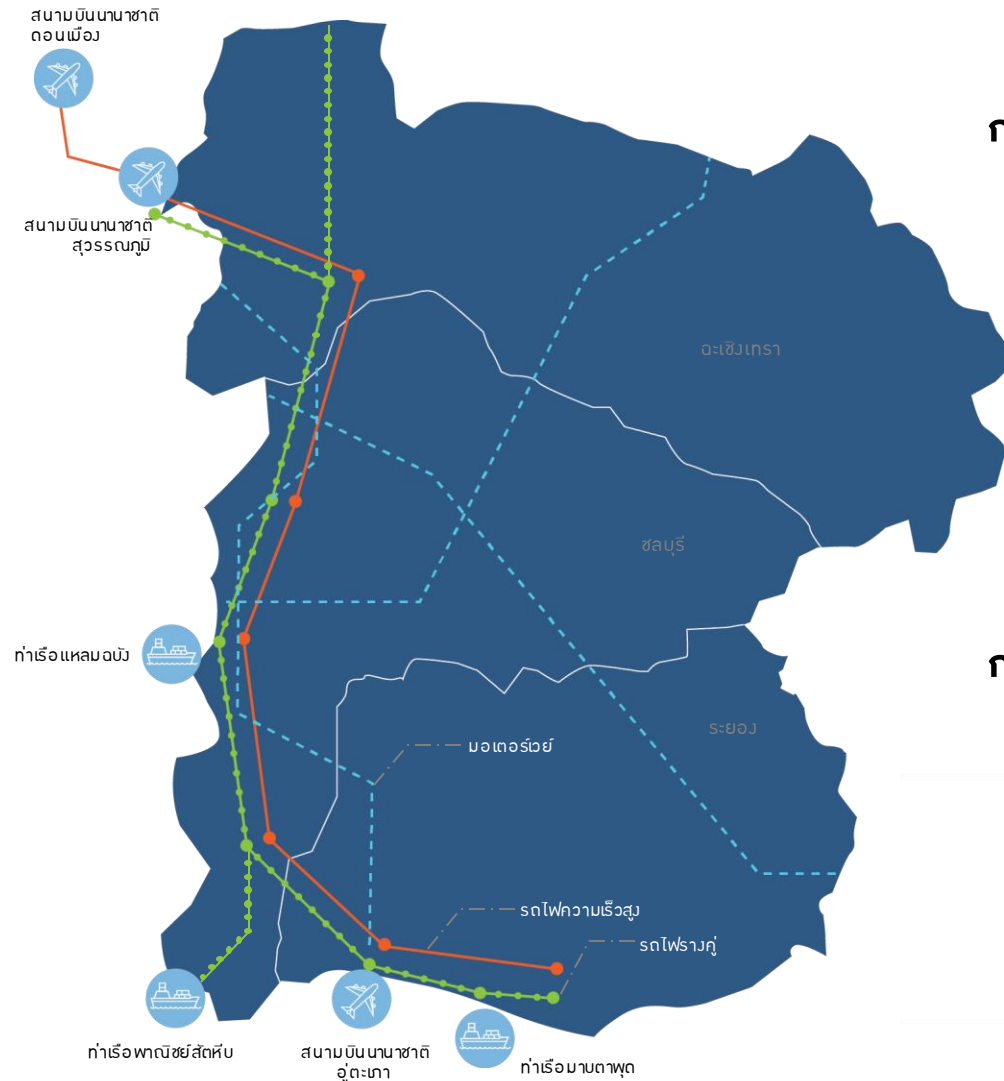 สนามบินนานาชาติ
ดอนเมือง
ก
สนามบินนานาชาติ
สุวรรณภูมิ
ฉะเชิงเทรา
ชลบุรี
ท่าเรือแหลมฉบัง
ก
ระยอง
มอเตอร์เวย์
รถไฟความเร็วสูง
รถไฟรางคู่
ท่าเรือพาณิชย์สัตหีบ
สนามบินนานาชาติ
อู่ตะเภา
ท่าเรือมาบตาพุด